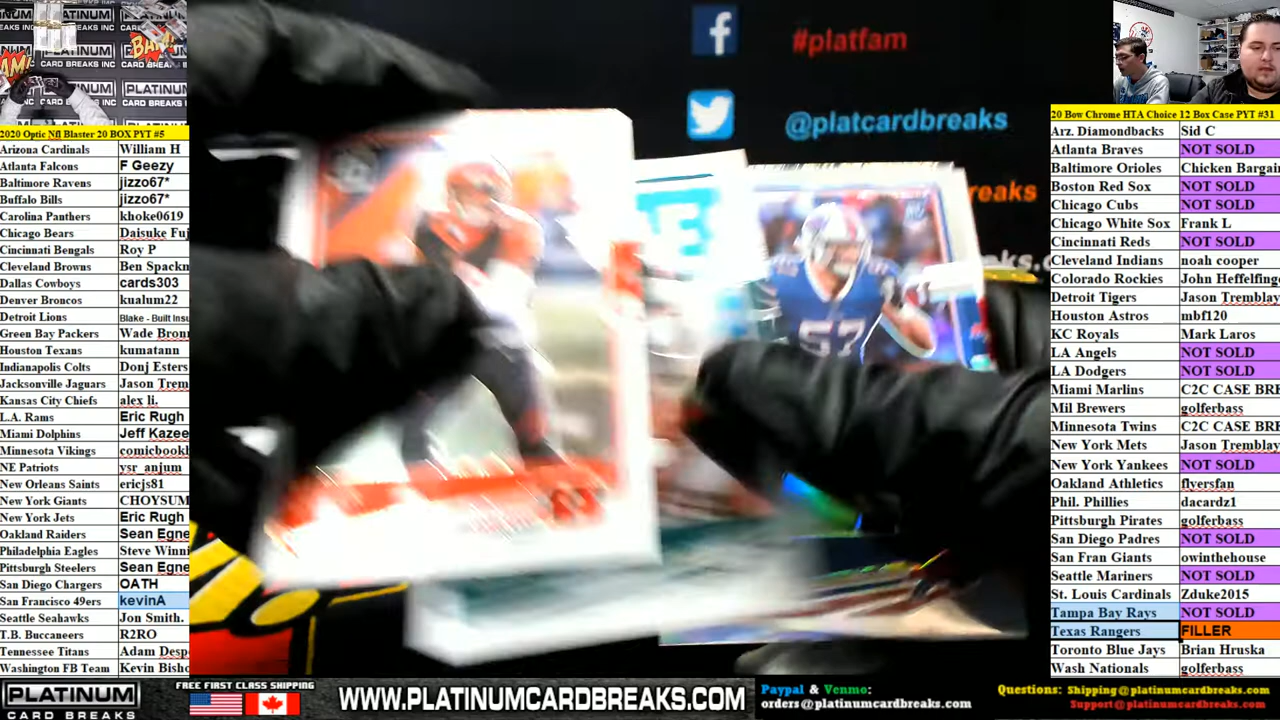 PLATINUM
CARD BREAKS INC
BAM!
2020 Optic Nfl Blaster 20 BOX PYT #5
Arizona Cardinals William H
Atlanta Falcons F Geezy
Baltimore Ravens jizzo67*
Buffalo Bills jizzo67*
Carolina Panthers khoke0619
Chicago Bears Daisuke Fuj
Cincinnati Bengals Roy P
Cleveland Browns Ben Spackm
Dallas Cowboys cards303
Denver Broncos kualum22
Detroit Lions Blake - Built Insu
Green Bay Packers Wade Bronn
Houston Texans kumatann
Indianapolis Colts Donj Esters
Jacksonville Jaguars Jason Trem
Kansas City Chiefs alex li.
L.A. Rams Eric Rugh
Miami Dolphins Jeff Kazee
Minnesota Vikings comicbookh
NE Patriots ysr_anjum
New Orleans Saints ericjs81
New York Giants CHOYSUM
New York Jets Eric Rugh
Oakland Raiders Sean Egne
Philadelphia Eagles Steve Winni
Pittsburgh Steelers Sean Egne
San Diego Chargers OATH
San Francisco 49ers kevinA
Seattle Seahawks Jon Smith.
T.B. Buccaneers R2RO
Tennessee Titans Adam Desp
Washington FB Team Kevin Bisho
#platfam
@platcardbreaks
57
20 Bow Chrome HTA Choice 12 Box Case PYT #31
Arz. Diamondbacks Sid C
Atlanta Braves NOT SOLD
Baltimore Orioles Chicken Bargai
Boston Red Sox NOT SOLD
Chicago Cubs NOT SOLD
Chicago White Sox Frank L
Cincinnati Reds NOT SOLD
Cleveland Indians noah cooper
Colorado Rockies John Heffelfing
Detroit Tigers Jason Tremblay
Houston Astros mbf120
KC Royals Mark Laros
LA Angels NOT SOLD
LA Dodgers NOT SOLD
Miami Marlins C2C CASE BRE
Mil Brewers golferbass
Minnesota Twins C2C CASE BRE
New York Mets Jason Tremblay
New York Yankees NOT SOLD
Oakland Athletics flyersfan
Phil. Phillies dacardz1
Pittsburgh Pirates golferbass
San Diego Padres NOT SOLD
San Fran Giants owinthehouse
Seattle Mariners NOT SOLD
St. Louis Cardinals Zduke2015
Tampa Bay Rays NOT SOLD
Texas Rangers FILLER
Toronto Blue Jays Brian Hruska
Wash Nationals golferbass
PLATINUM
CARD BREAKS
FREE FIRST CLASS SHIPPING
WWW.PLATINUMCARDBREAKS.COM
Paypal & Venmo:
orders@platinumcardbreaks.com
Questions: Shipping@platinumcardbreaks.com
Support@platinumcardbreaks.com